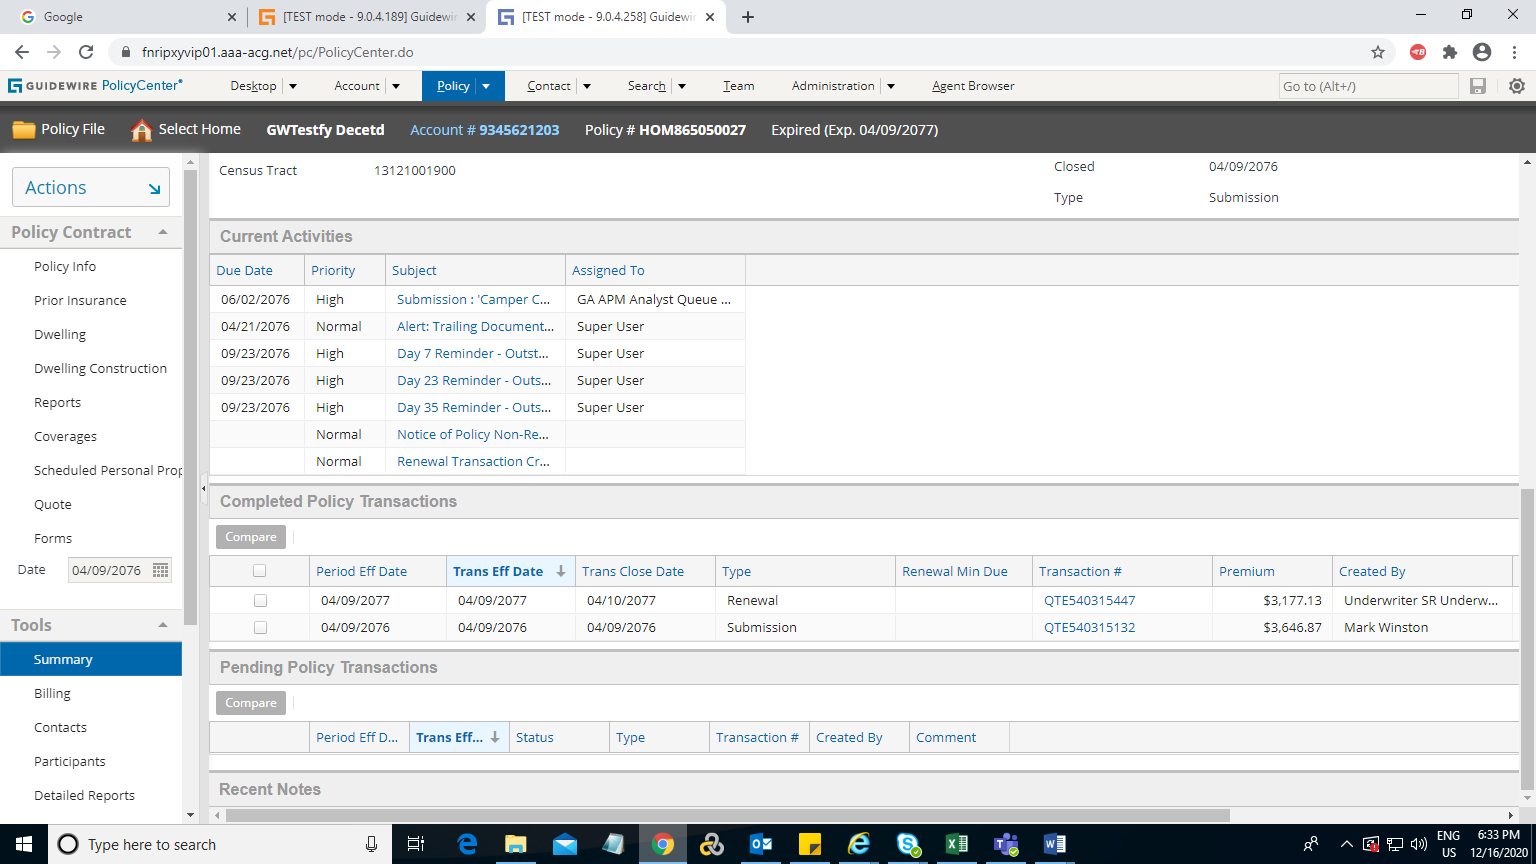 Google
[TEST mode - 9.0.4.189] Guidewir
[TEST mode - 9.0.4.258] Guidewir
fnripxyvip01.aaa-acg.net/pc/PolicyCenter.do
GUIDEWIRE PolicyCenter® Desktop Account Policy Contact Search Team Administration Agent Browser Go to (Alt+/)
Policy File Select Home GWTestfy Decetd Account # 9345621203 Policy # HOM865050027 Expired (Exp. 04/09/2077)
Actions
Policy Contract
Policy Info
Prior Insurance
Dwelling
Dwelling Construction
Reports
Coverages
Scheduled Personal Prop
Quote
Forms
Date 04/09/2076
Tools
Summary
Billing
Contacts
Participants
Detailed Reports
Census Tract 13121001900
Closed 04/09/2076
Type Submission
Current Activities
Due Date Priority Subject Assigned To
06/02/2076 High Submission : 'Camper C... GA APM Analyst Queue ...
04/21/2076 Normal Alert: Trailing Document... Super User
09/23/2076 High Day 7 Reminder - Outst... Super User
09/23/2076 High Day 23 Reminder - Outs... Super User
09/23/2076 High Day 35 Reminder - Outs... Super User
Normal Notice of Policy Non-Re...
Normal Renewal Transaction Cr...
Completed Policy Transactions
Compare
Period Eff Date Trans Eff Date Trans Close Date Type Renewal Min Due Transaction # Premium Created By
04/09/2077 04/09/2077 04/10/2077 Renewal QTE540315447 $3,177.13 Underwriter SR Underw...
04/09/2076 04/09/2076 04/09/2076 Submission QTE540315132 $3,646.87 Mark Winston
Pending Policy Transactions
Compare
Period Eff D... Trans Eff... Status Type Transaction # Created By Comment
Recent Notes
Type here to search
ENG
US
6:33 PM
12/16/2020